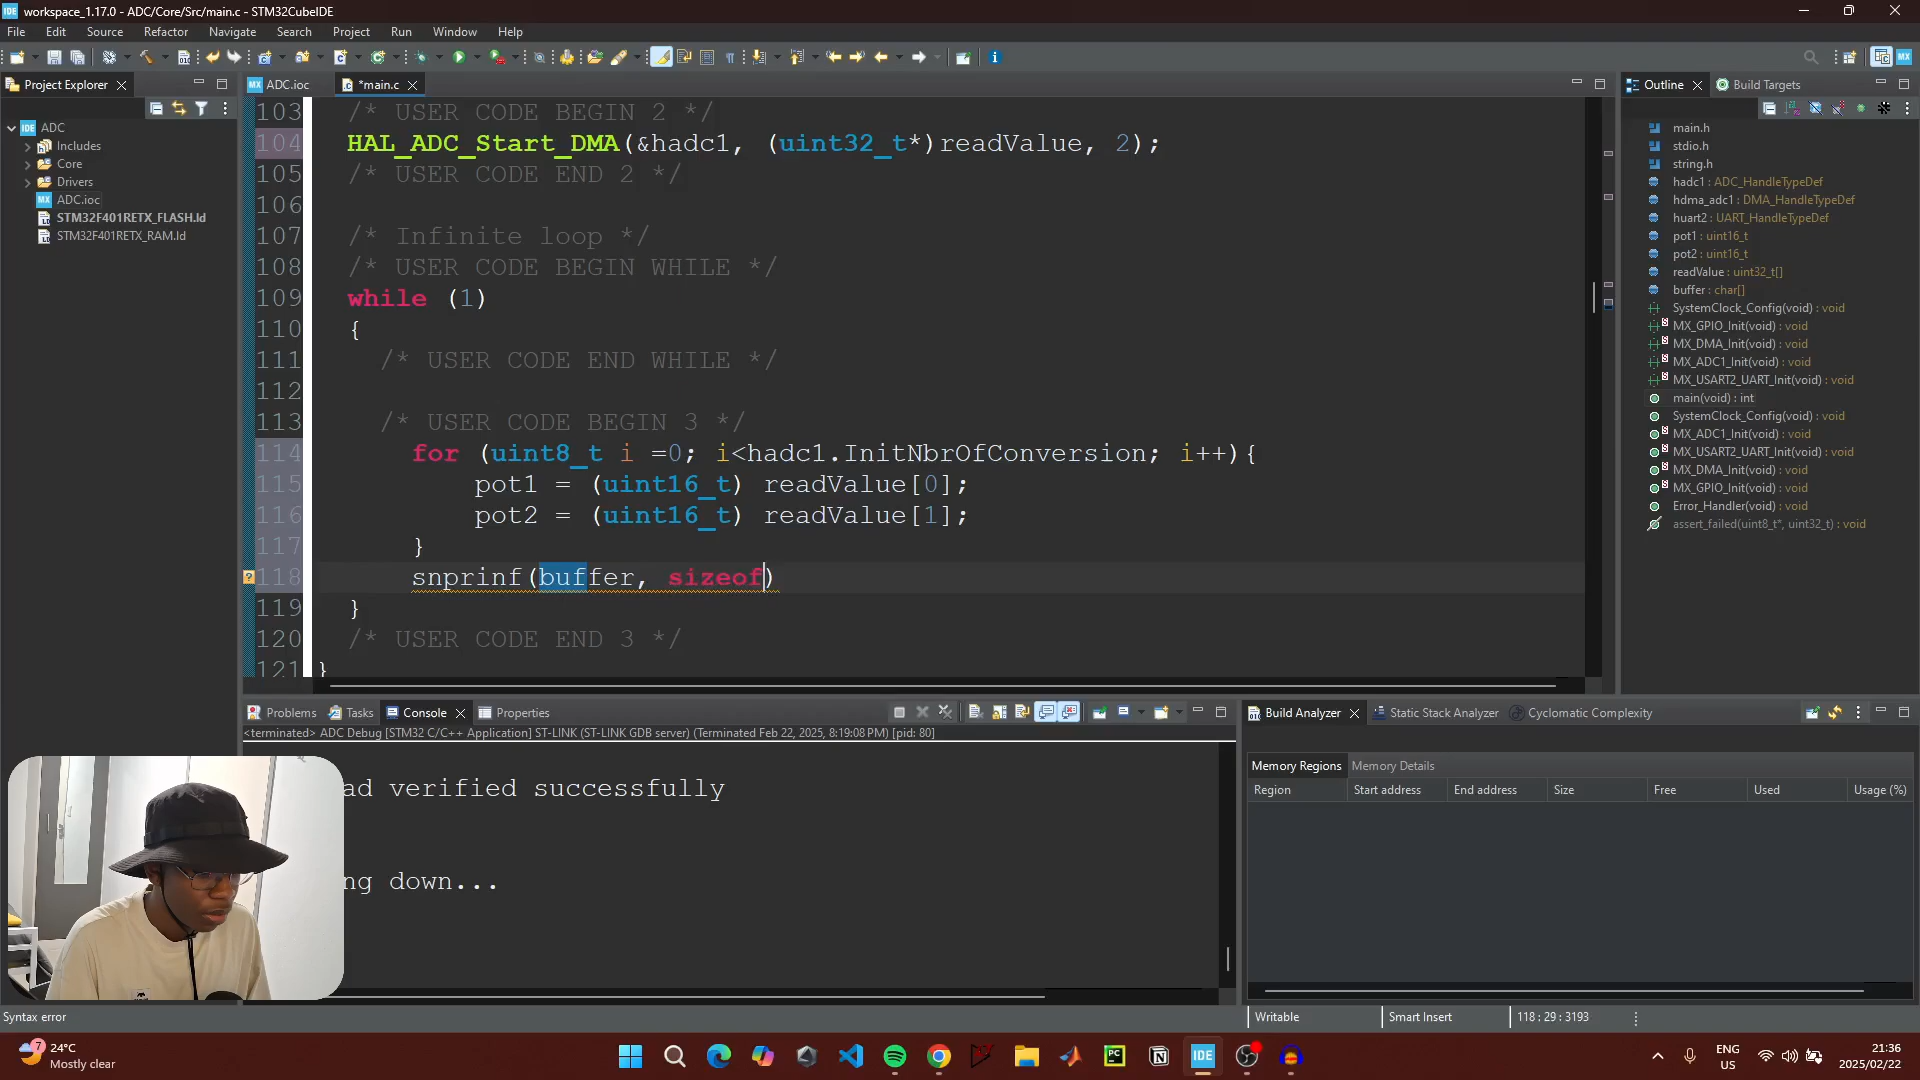 workspace_1.17.0 - ADC/Core/Src/main.c - STM32CubeIDE
File Edit Source Refactor Navigate Search Project Run Window Help
Project Explorer
ADC
Includes
Core
Drivers
ADC.ioc
STM32F401RETX_FLASH.ld
STM32F401RETX_RAM.ld
ADC.ioc *main.c
103 /* USER CODE BEGIN 2 */
104 HAL_ADC_Start_DMA(&hadc1, (uint32_t*)readValue, 2);
105 /* USER CODE END 2 */
106
107 /* Infinite loop */
108 /* USER CODE BEGIN WHILE */
109 while (1)
110 {
111 /* USER CODE END WHILE */
112
113 /* USER CODE BEGIN 3 */
114 for (uint8_t i =0; i<hadc1.InitNbrOfConversion; i++){
115 pot1 = (uint16_t) readValue[0];
116 pot2 = (uint16_t) readValue[1];
117 }
118 snprinf(buffer, sizeof)
119 }
120 /* USER CODE END 3 */
121 }
Outline Build Targets
main.h
stdio.h
string.h
hadc1 : ADC_HandleTypeDef
hdma_adc1 : DMA_HandleTypeDef
huart2 : UART_HandleTypeDef
pot1 : uint16_t
pot2 : uint16_t
readValue : uint32_t[]
buffer : char[]
SystemClock_Config(void) : void
MX_GPIO_Init(void) : void
MX_DMA_Init(void) : void
MX_ADC1_Init(void) : void
MX_USART2_UART_Init(void) : void
main(void) : int
SystemClock_Config(void) : void
MX_ADC1_Init(void) : void
MX_USART2_UART_Init(void) : void
MX_DMA_Init(void) : void
MX_GPIO_Init(void) : void
Error_Handler(void) : void
assert_failed(uint8_t*, uint32_t) : void
Problems Tasks Console Properties
<terminated> ADC Debug [STM32 C/C++ Application] ST-LINK (ST-LINK GDB server) (Terminated Feb 22, 2025, 8:19:08 PM) [pid: 80]
ad verified successfully
ng down...
Build Analyzer Static Stack Analyzer Cyclomatic Complexity
Memory Regions Memory Details
Region Start address End address Size Free Used Usage (%)
Syntax error
Writable Smart Insert 118 : 29 : 3193
7
24°C
Mostly clear
IDE
ENG
US
21:36
2025/02/22